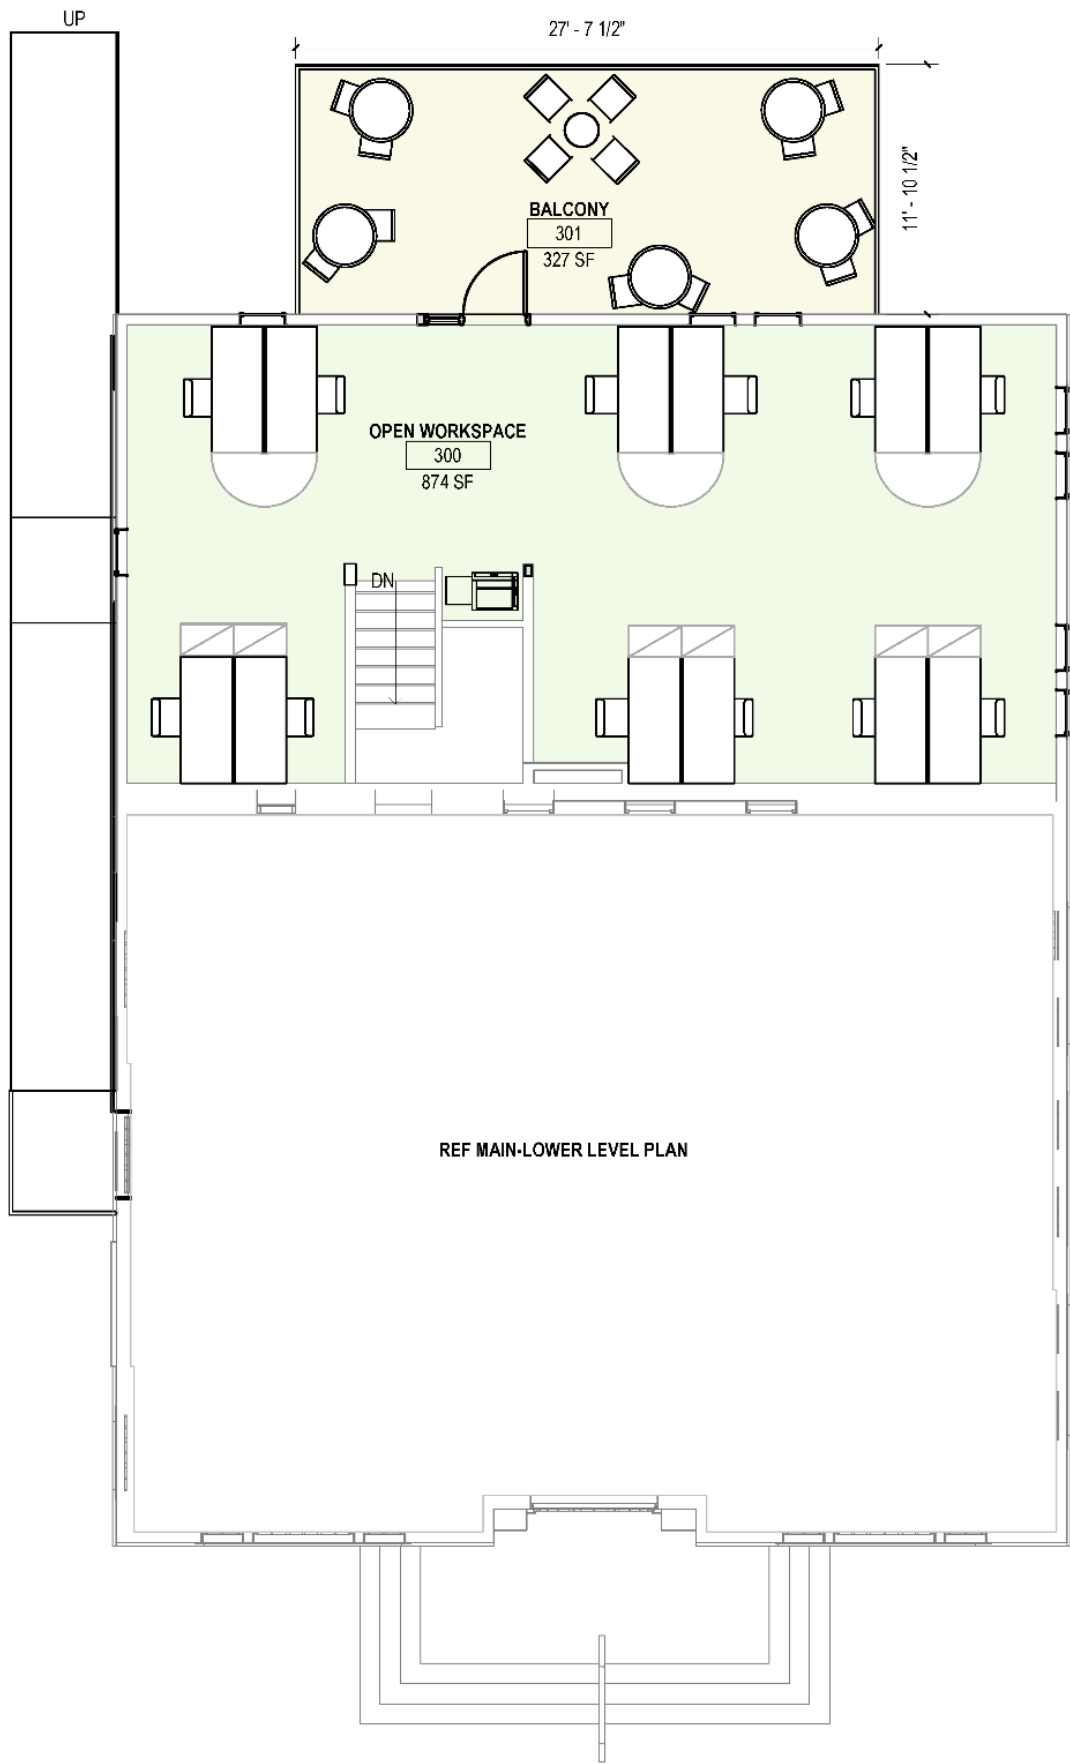 UP
27' - 7 1/2"
11' - 10 1/2"
BALCONY
301
327 SF
OPEN WORKSPACE
300
874 SF
DN
REF MAIN-LOWER LEVEL PLAN